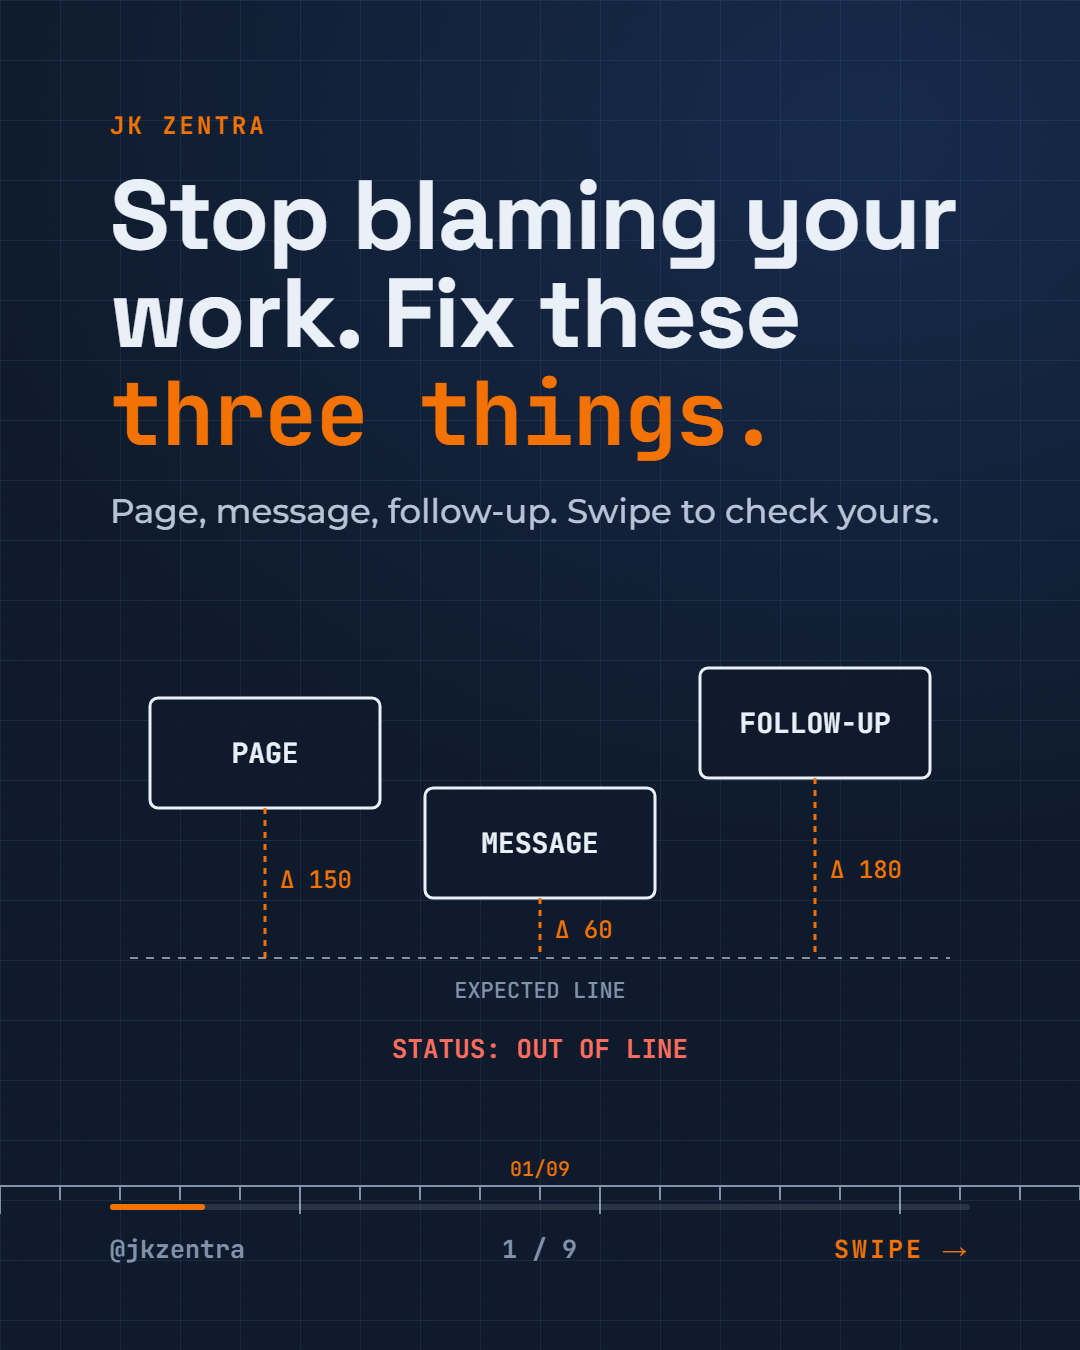 JK ZENTRA
Stop blaming your
work. Fix these
three things.
Page, message, follow-up. Swipe to check yours.
FOLLOW-UP
PAGE
MESSAGE
Δ 150
Δ 180
Δ 60
EXPECTED LINE
STATUS: OUT OF LINE
01/09
@jkzentra
1 / 9
SWIPE →